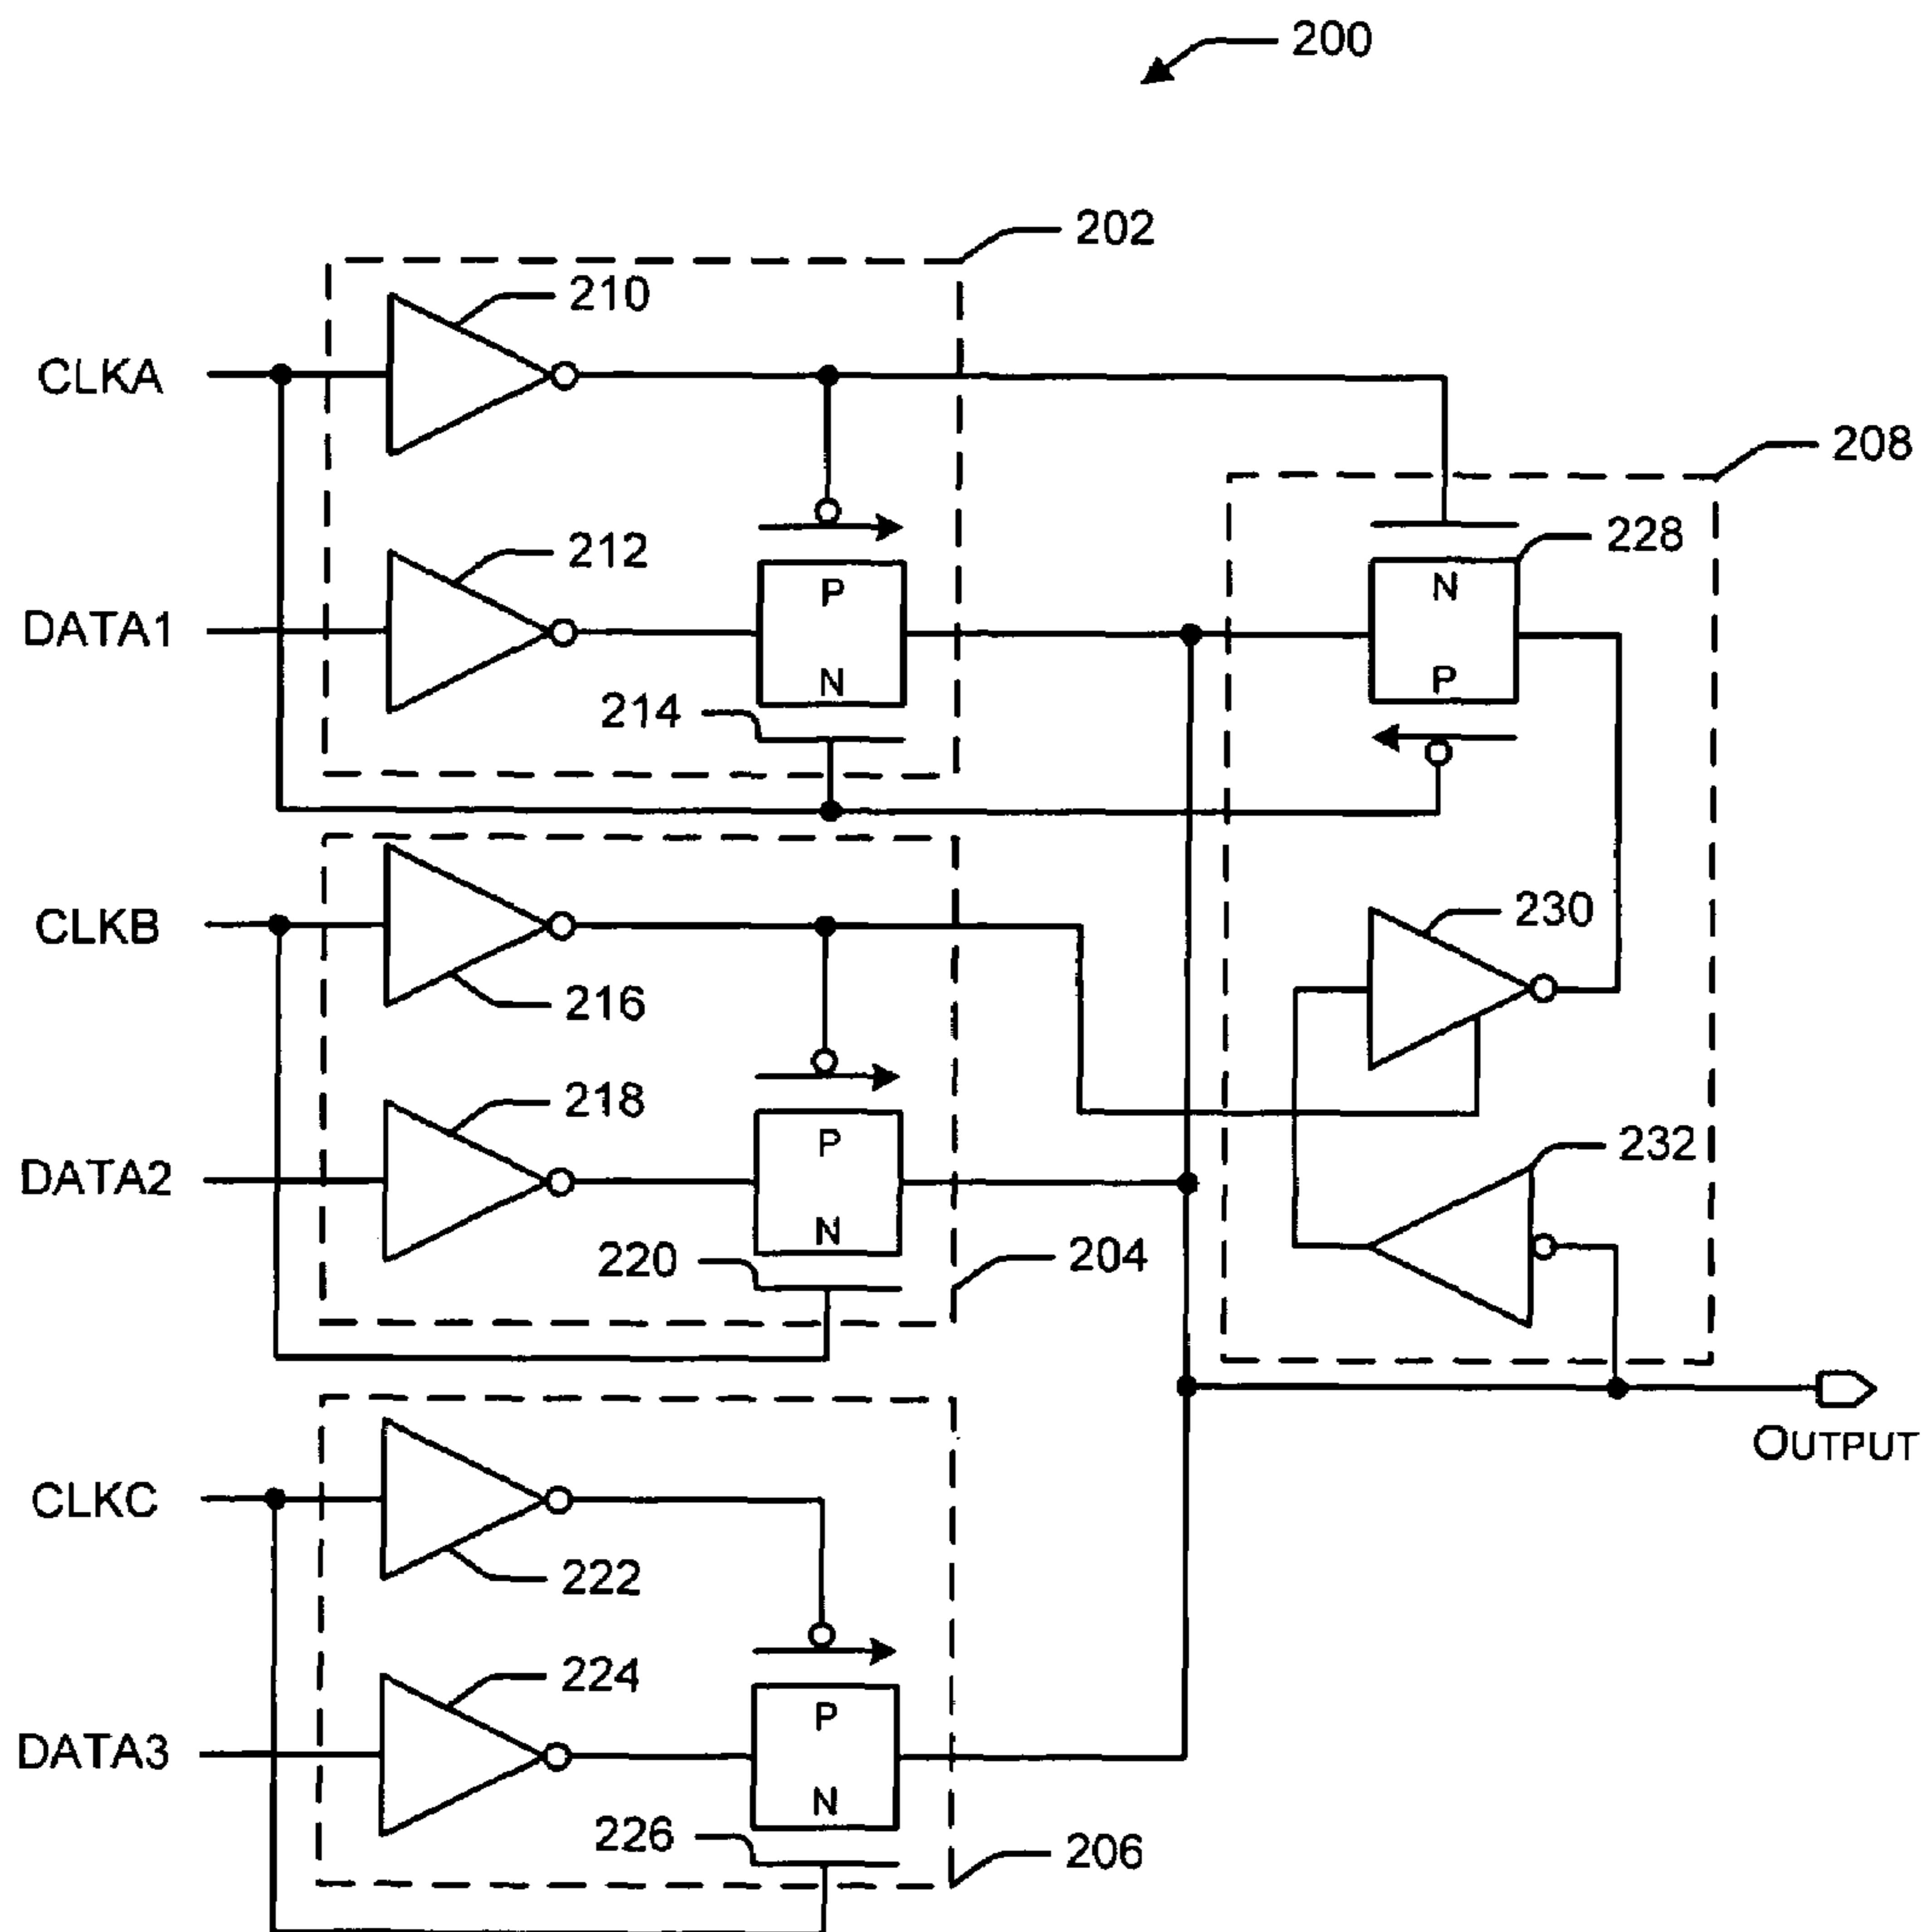 200
202
210
CLKA
208
212
228
P
N
DATA1
N
P
214
CLKB
230
216
218
P
232
DATA2
N
220
204
OUTPUT
CLKC
222
224
P
DATA3
N
226
206